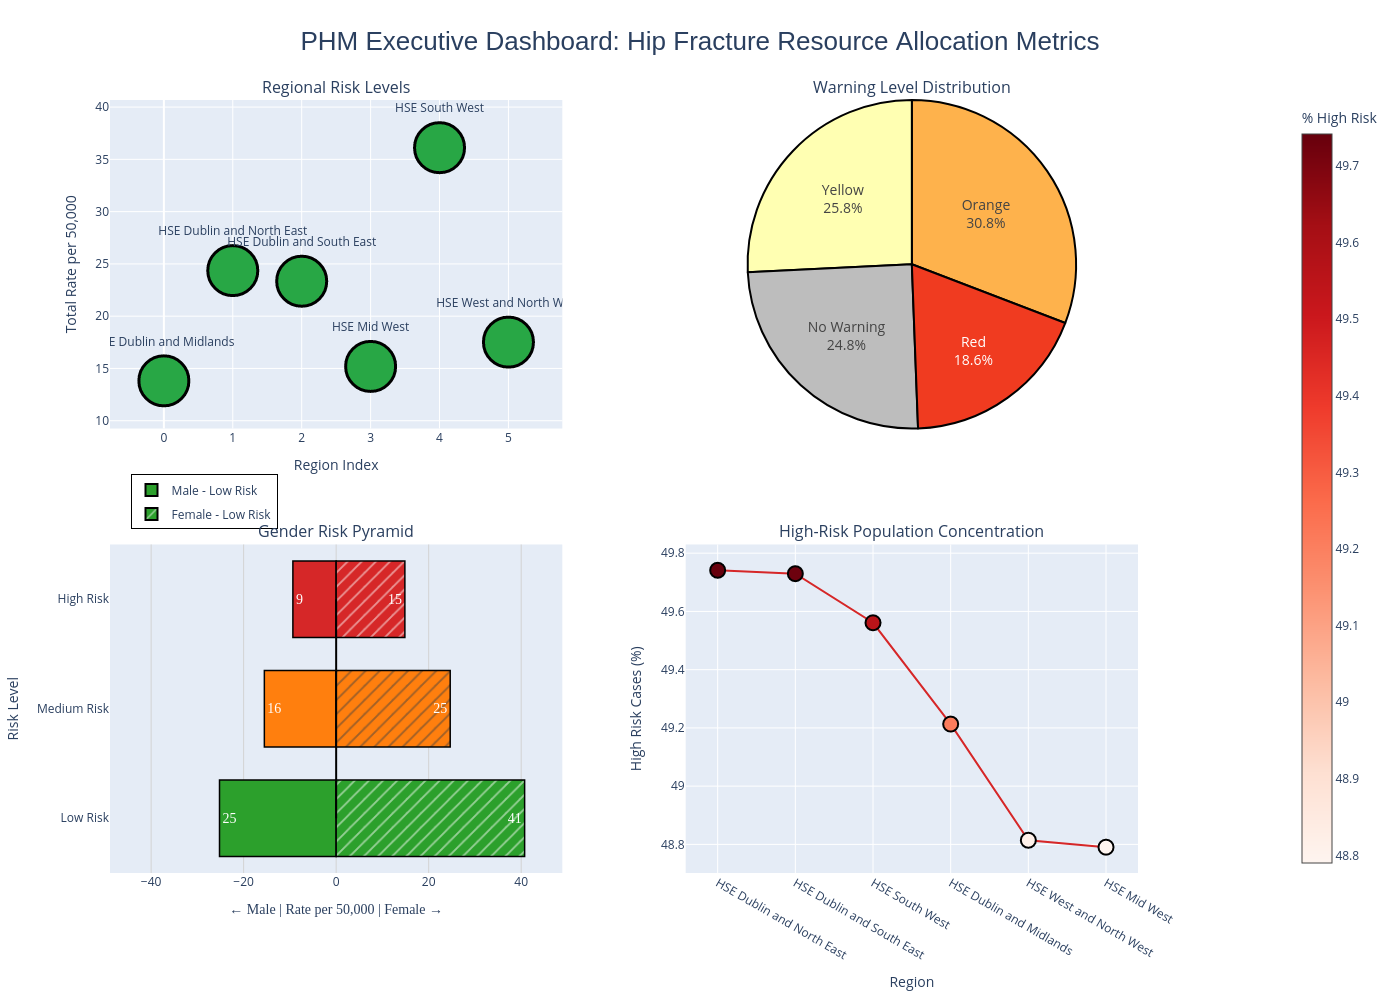 PHM Executive Dashboard: Hip Fracture Resource Allocation Metrics
Regional Risk Levels
40
35
30
25
20
15
10
Total Rate per 50,000
HSE South West
HSE Dublin and North East
HSE Dublin and South East
HSE West and North W
HSE Mid West
E Dublin and Midlands
0 1 2 3 4 5
Region Index
Warning Level Distribution
Yellow
25.8%
Orange
30.8%
No Warning
24.8%
Red
18.6%
% High Risk
49.7
49.6
49.5
49.4
49.3
49.2
49.1
49
48.9
48.8
Male - Low Risk
Female - Low Risk
Gender Risk Pyramid
Risk Level
High Risk
9 15
Medium Risk
16 25
Low Risk
25 41
−40 −20 0 20 40
← Male | Rate per 50,000 | Female →
High-Risk Population Concentration
49.8
49.6
49.4
49.2
49
48.8
High Risk Cases (%)
HSE Dublin and North East
HSE Dublin and South East
HSE South West
HSE Dublin and Midlands
HSE West and North West
HSE Mid West
Region